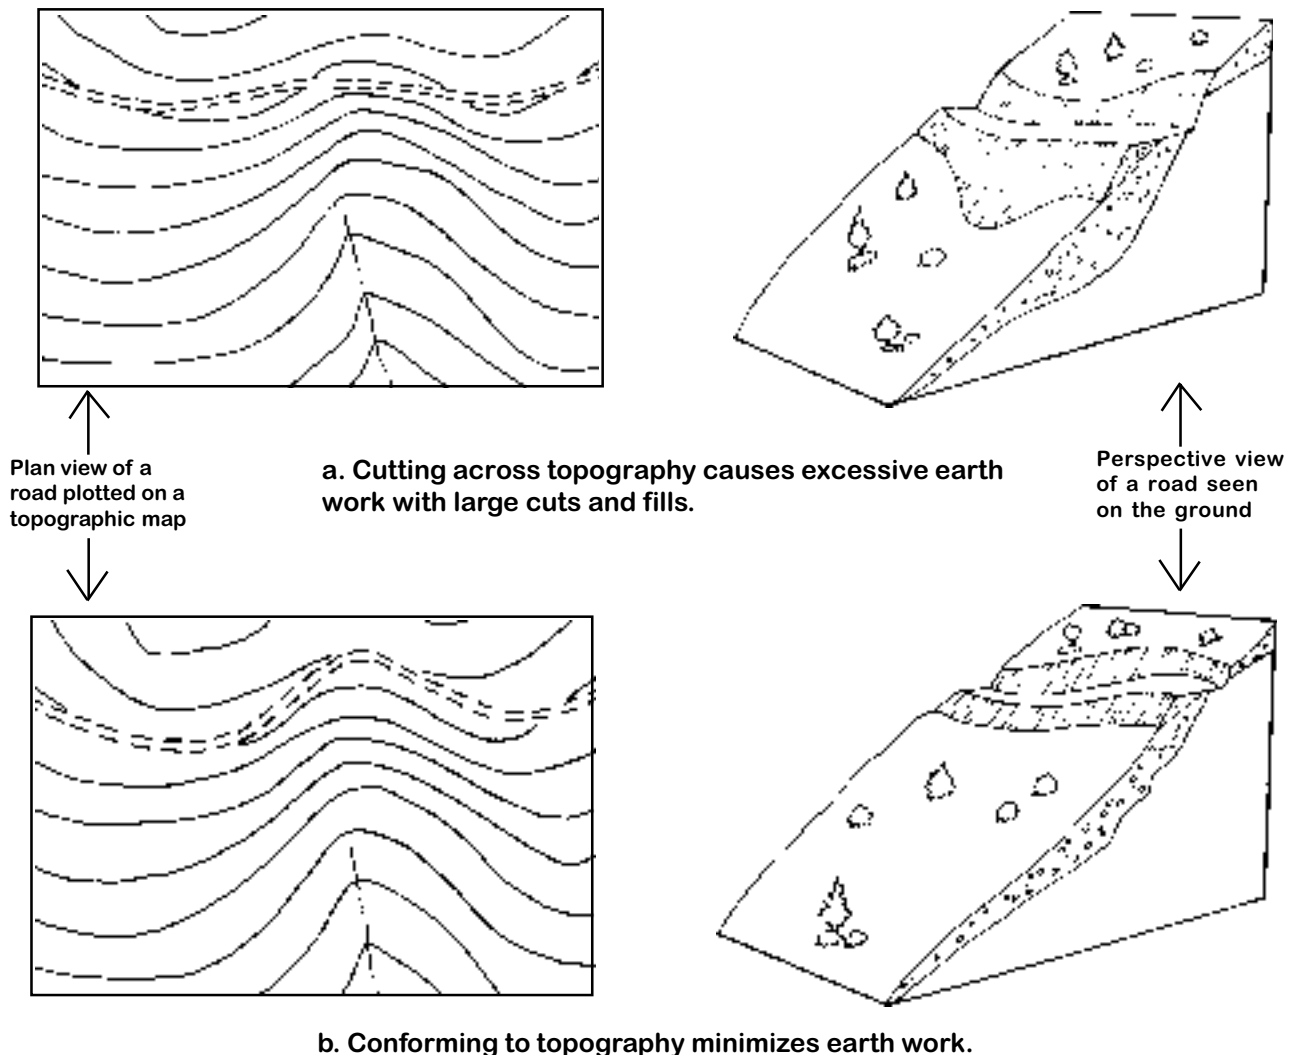 Plan view of a
road plotted on a
topographic map
a. Cutting across topography causes excessive earth
work with large cuts and fills.
Perspective view
of a road seen
on the ground
b. Conforming to topography minimizes earth work.